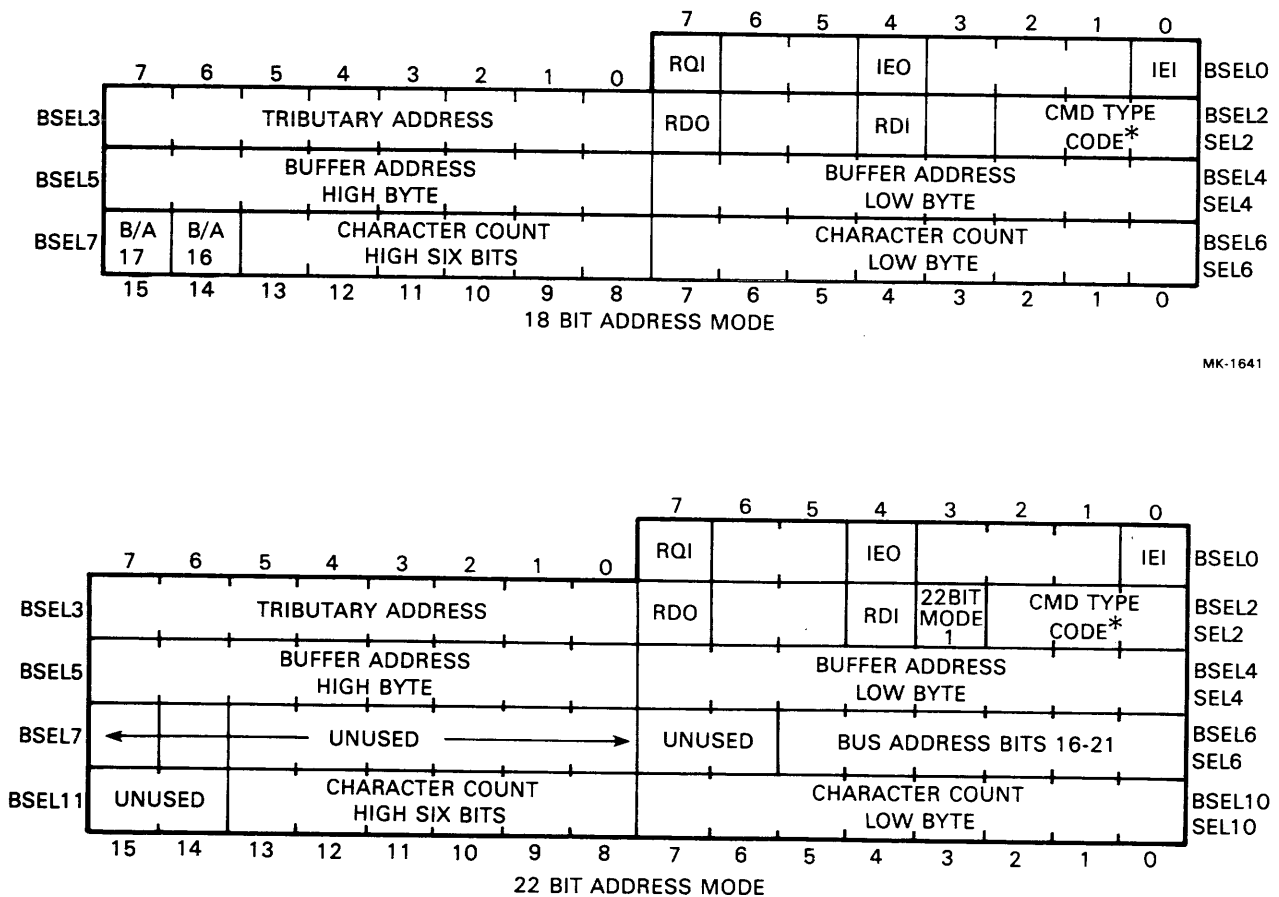 7 6 5 4 3 2 1 0
RQI IEO IEI BSEL0
7 6 5 4 3 2 1 0
BSEL3 TRIBUTARY ADDRESS RDO RDI CMD TYPE CODE* BSEL2 SEL2
BSEL5 BUFFER ADDRESS HIGH BYTE BUFFER ADDRESS LOW BYTE BSEL4 SEL4
BSEL7 B/A 17 B/A 16 CHARACTER COUNT HIGH SIX BITS CHARACTER COUNT LOW BYTE BSEL6 SEL6
15 14 13 12 11 10 9 8 7 6 5 4 3 2 1 0
18 BIT ADDRESS MODE
MK-1641
7 6 5 4 3 2 1 0
RQI IEO IEI BSEL0
7 6 5 4 3 2 1 0
BSEL3 TRIBUTARY ADDRESS RDO RDI 22BIT MODE 1 CMD TYPE CODE* BSEL2 SEL2
BSEL5 BUFFER ADDRESS HIGH BYTE BUFFER ADDRESS LOW BYTE BSEL4 SEL4
BSEL7 UNUSED UNUSED BUS ADDRESS BITS 16-21 BSEL6 SEL6
BSEL11 UNUSED CHARACTER COUNT HIGH SIX BITS CHARACTER COUNT LOW BYTE BSEL10 SEL10
15 14 13 12 11 10 9 8 7 6 5 4 3 2 1 0
22 BIT ADDRESS MODE